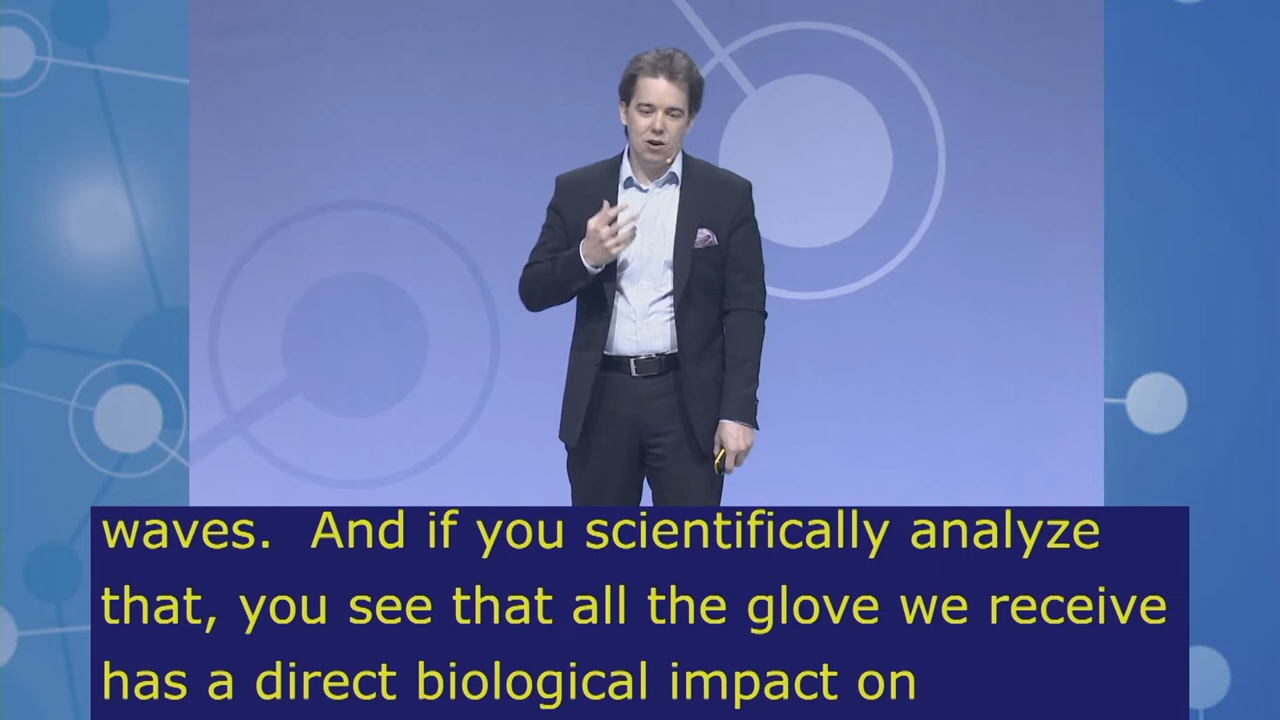 waves.  And if you scientifically analyze
that, you see that all the glove we receive
has a direct biological impact on